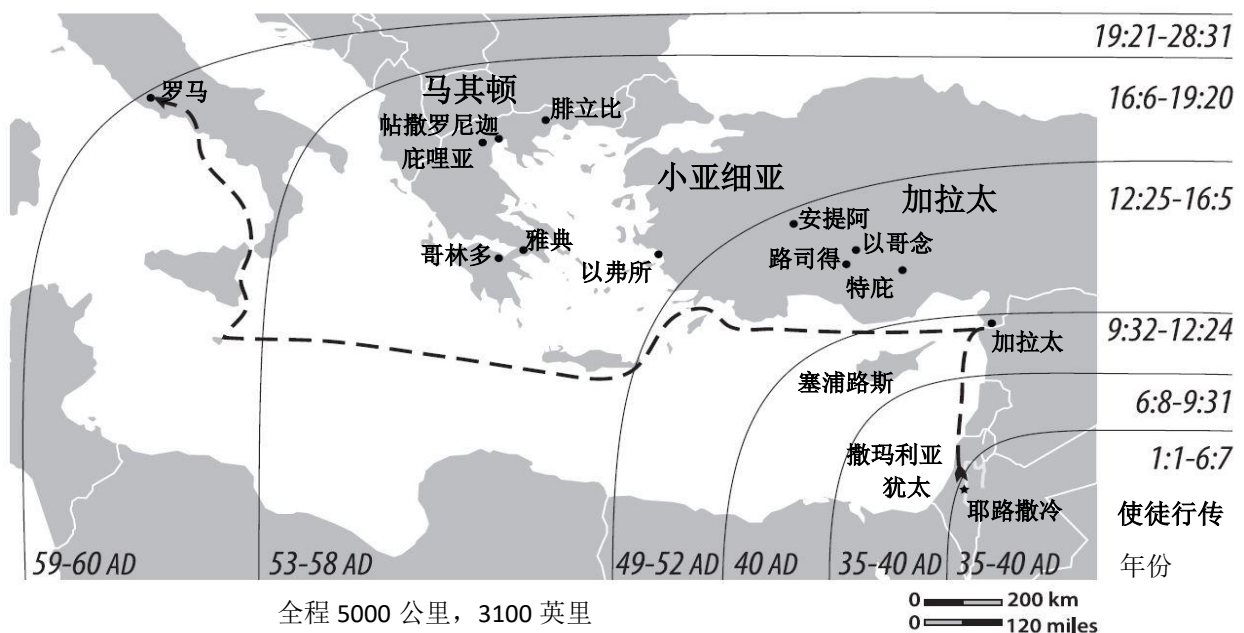 19:21-28:31
罗马
马其顿
腓立比
16:6-19:20
帖撒罗尼迦
庇哩亚
小亚细亚
加拉太
12:25-16:5
安提阿
雅典
以哥念
哥林多
以弗所
路司得
特庇
9:32-12:24
加拉太
塞浦路斯
6:8-9:31
撒玛利亚
1:1-6:7
犹太
耶路撒冷
使徒行传
59-60 AD
53-58 AD
49-52 AD
40 AD
35-40 AD
35-40 AD
年份
全程 5000 公里，3100 英里
0 200 km
0 120 miles